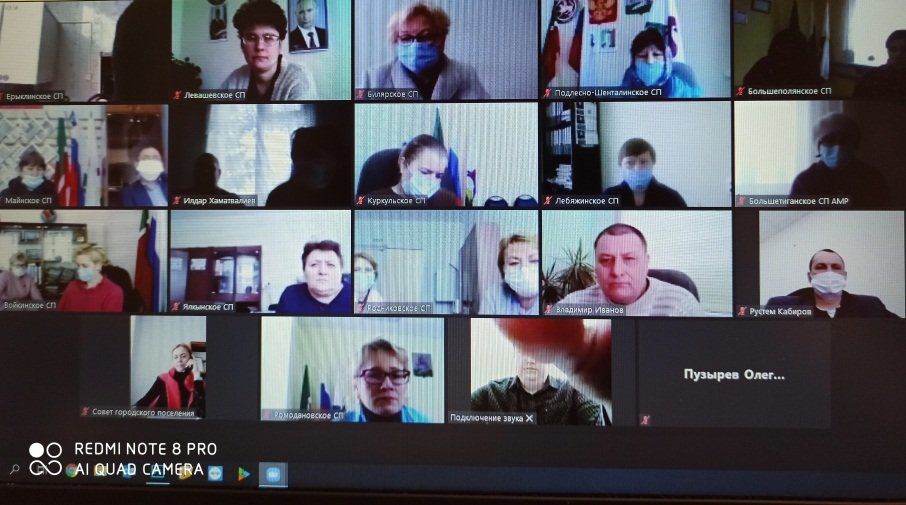 Ерыклинское СП
Левашевское СП
Билярское СП
Подлесно-Шенталинское СП
Большеполянское СП
Майнское СП
Илдар Хаматвалиев
Куркульское СП
Лебяжинское СП
Большетиганское СП АМР
Войкинское СП
Ялкынское СП
Родниковское СП
Владимир Иванов
Рустем Кабиров
Совет городского поселения
Ромодановское СП
Подключение звука
Пузырев Олег...
REDMI NOTE 8 PRO
AI QUAD CAMERA